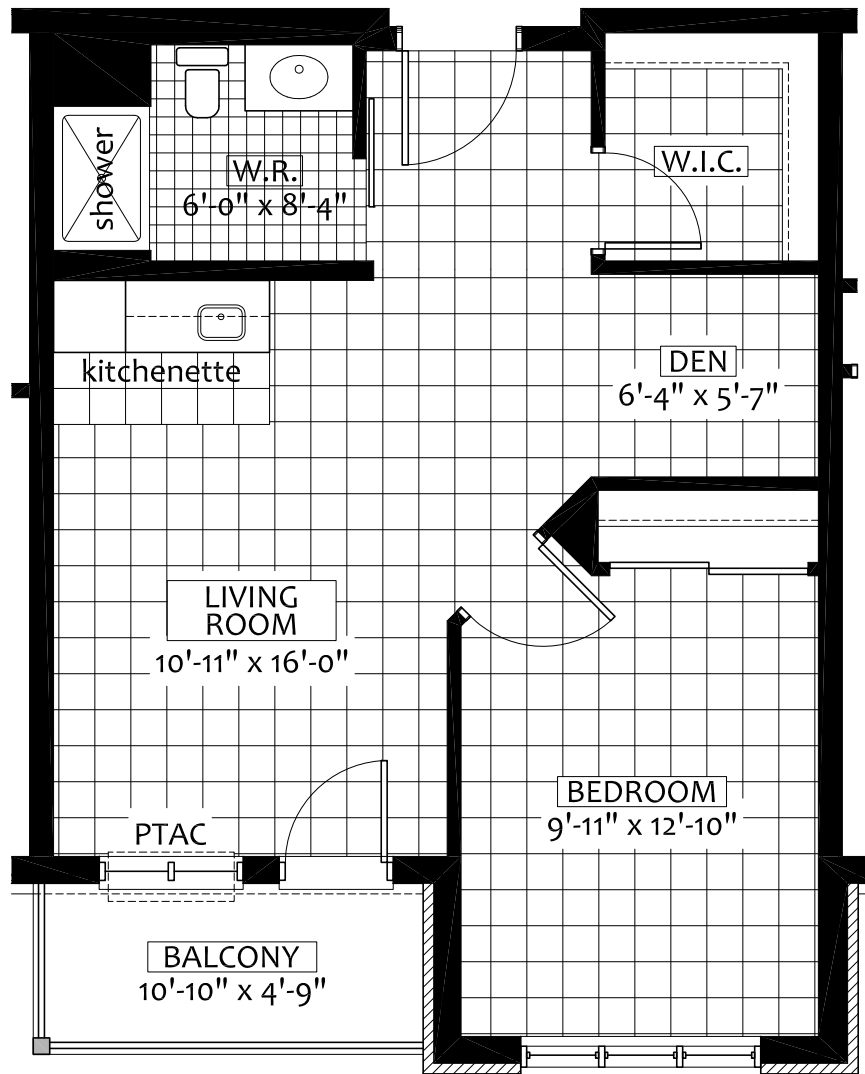 shower
W.R.
6'-0" x 8'-4"
W.I.C.
kitchenette
DEN
6'-4" x 5'-7"
LIVING
ROOM
10'-11" x 16'-0"
BEDROOM
9'-11" x 12'-10"
PTAC
BALCONY
10'-10" x 4'-9"